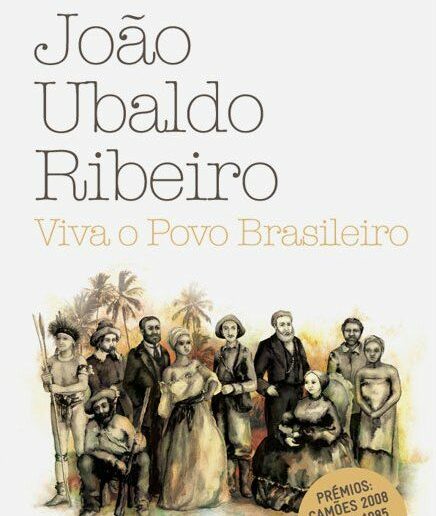 João
Ubaldo
Ribeiro
Viva o Povo Brasileiro
PRÉMIOS:
CAMÕES 2008